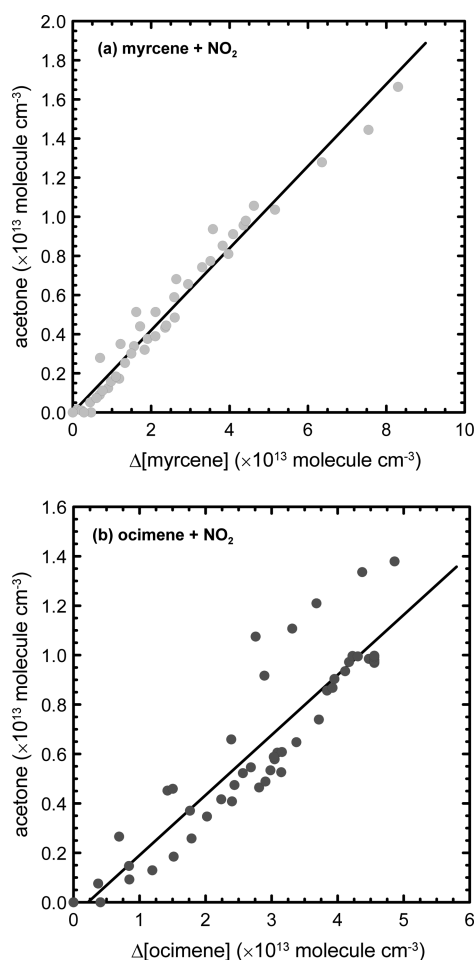 2.0
(a) myrcene + NO₂
1.8
1.6
1.4
1.2
1.0
0.8
0.6
0.4
0.2
0.0
acetone (×10¹³ molecule cm⁻³)
0 2 4 6 8 10
Δ[myrcene] (×10¹³ molecule cm⁻³)
1.6
(b) ocimene + NO₂
1.4
1.2
1.0
0.8
0.6
0.4
0.2
0.0
acetone (×10¹³ molecule cm⁻³)
0 1 2 3 4 5 6
Δ[ocimene] (×10¹³ molecule cm⁻³)